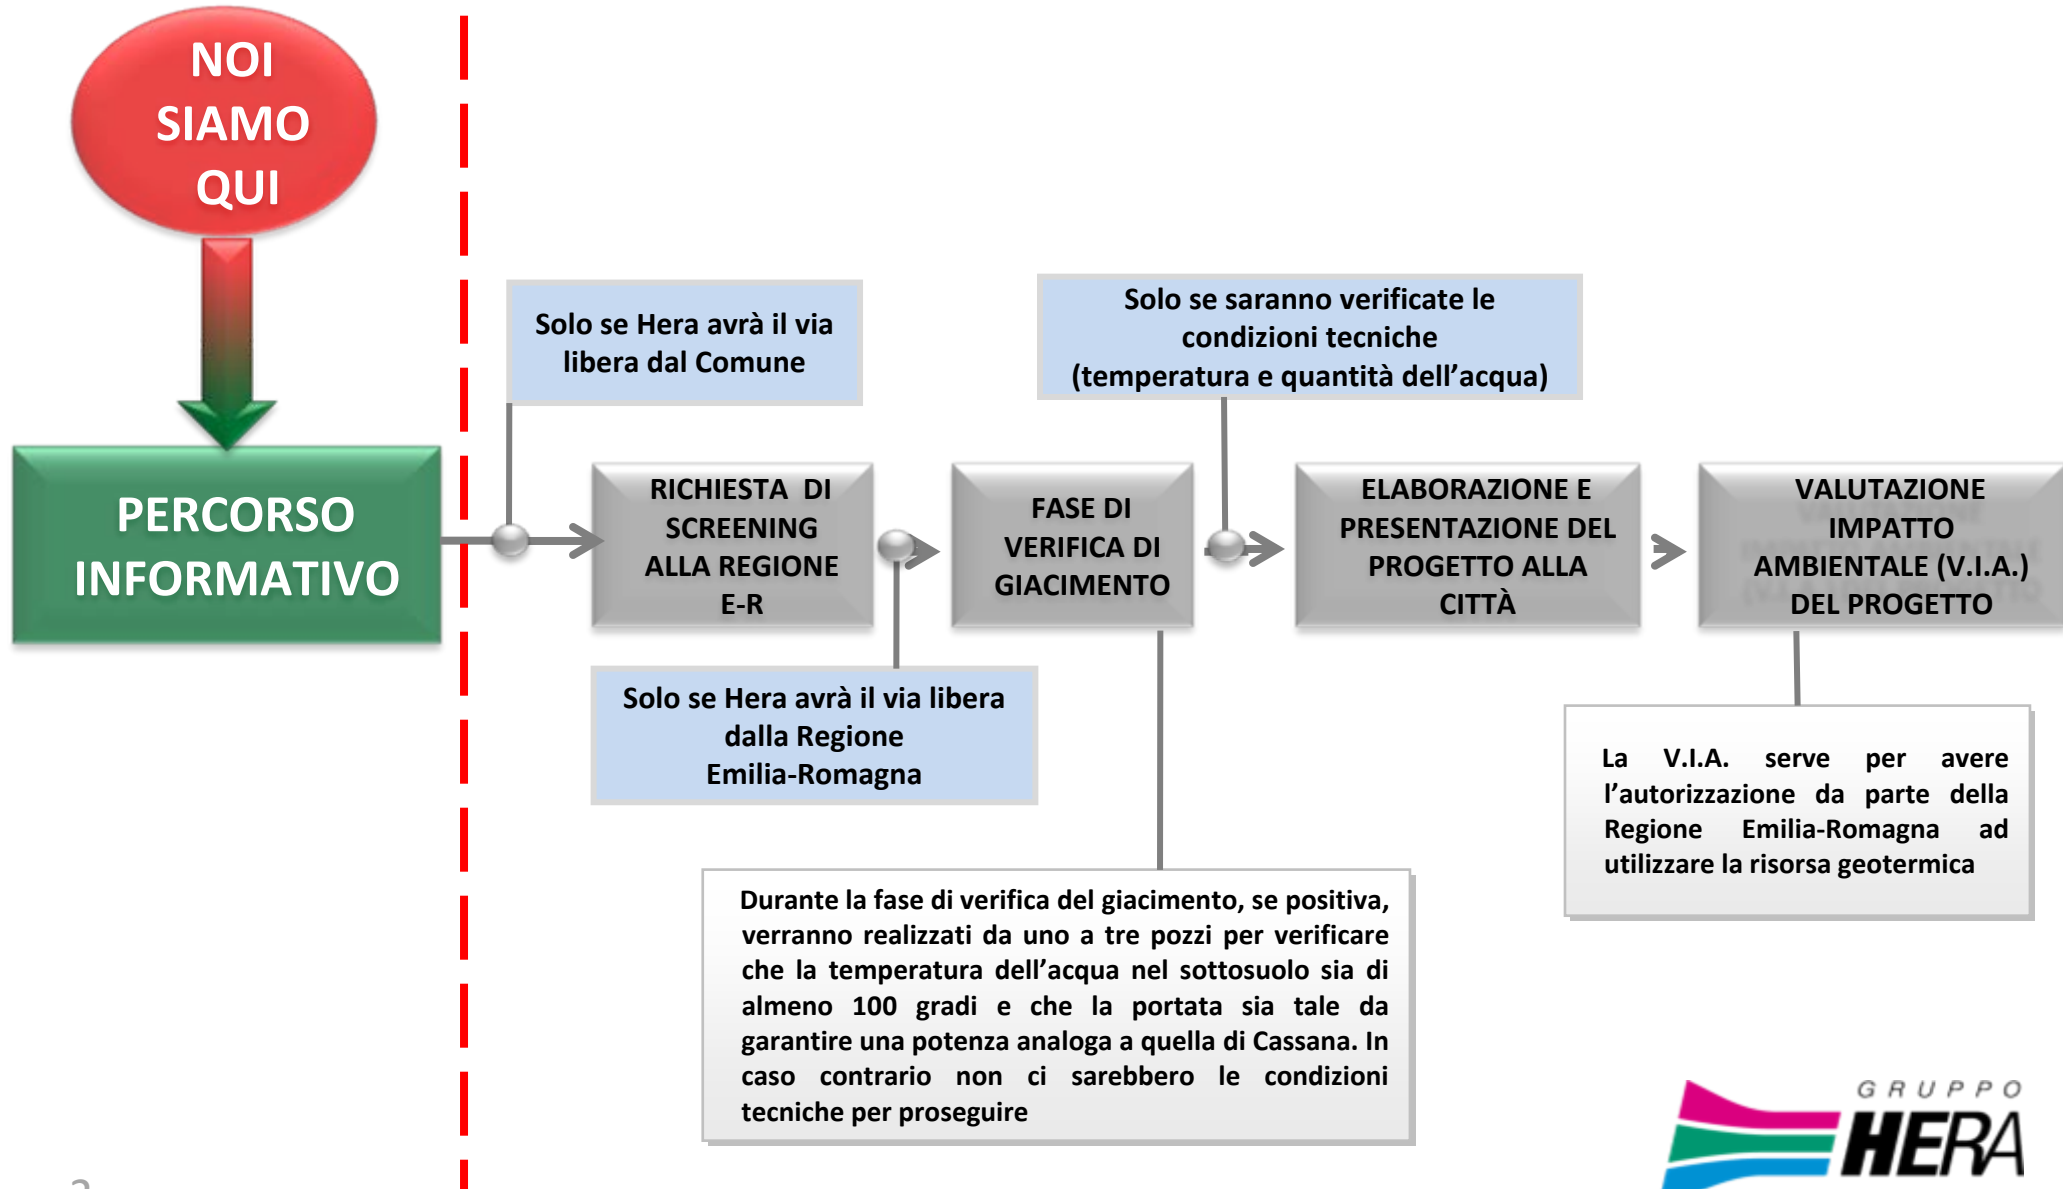 NOI
SIAMO
QUI
PERCORSO
INFORMATIVO
Solo se Hera avrà il via
libera dal Comune
RICHIESTA DI
SCREENING
ALLA REGIONE
E-R
Solo se Hera avrà il via libera
dalla Regione
Emilia-Romagna
FASE DI
VERIFICA DI
GIACIMENTO
Solo se saranno verificate le
condizioni tecniche
(temperatura e quantità dell’acqua)
ELABORAZIONE E
PRESENTAZIONE DEL
PROGETTO ALLA
CITTÀ
VALUTAZIONE
IMPATTO
AMBIENTALE (V.I.A.)
DEL PROGETTO
La V.I.A. serve per avere
l’autorizzazione da parte della
Regione Emilia-Romagna ad
utilizzare la risorsa geotermica
Durante la fase di verifica del giacimento, se positiva,
verranno realizzati da uno a tre pozzi per verificare
che la temperatura dell’acqua nel sottosuolo sia di
almeno 100 gradi e che la portata sia tale da
garantire una potenza analoga a quella di Cassana. In
caso contrario non ci sarebbero le condizioni
tecniche per proseguire
GRUPPO
HERA